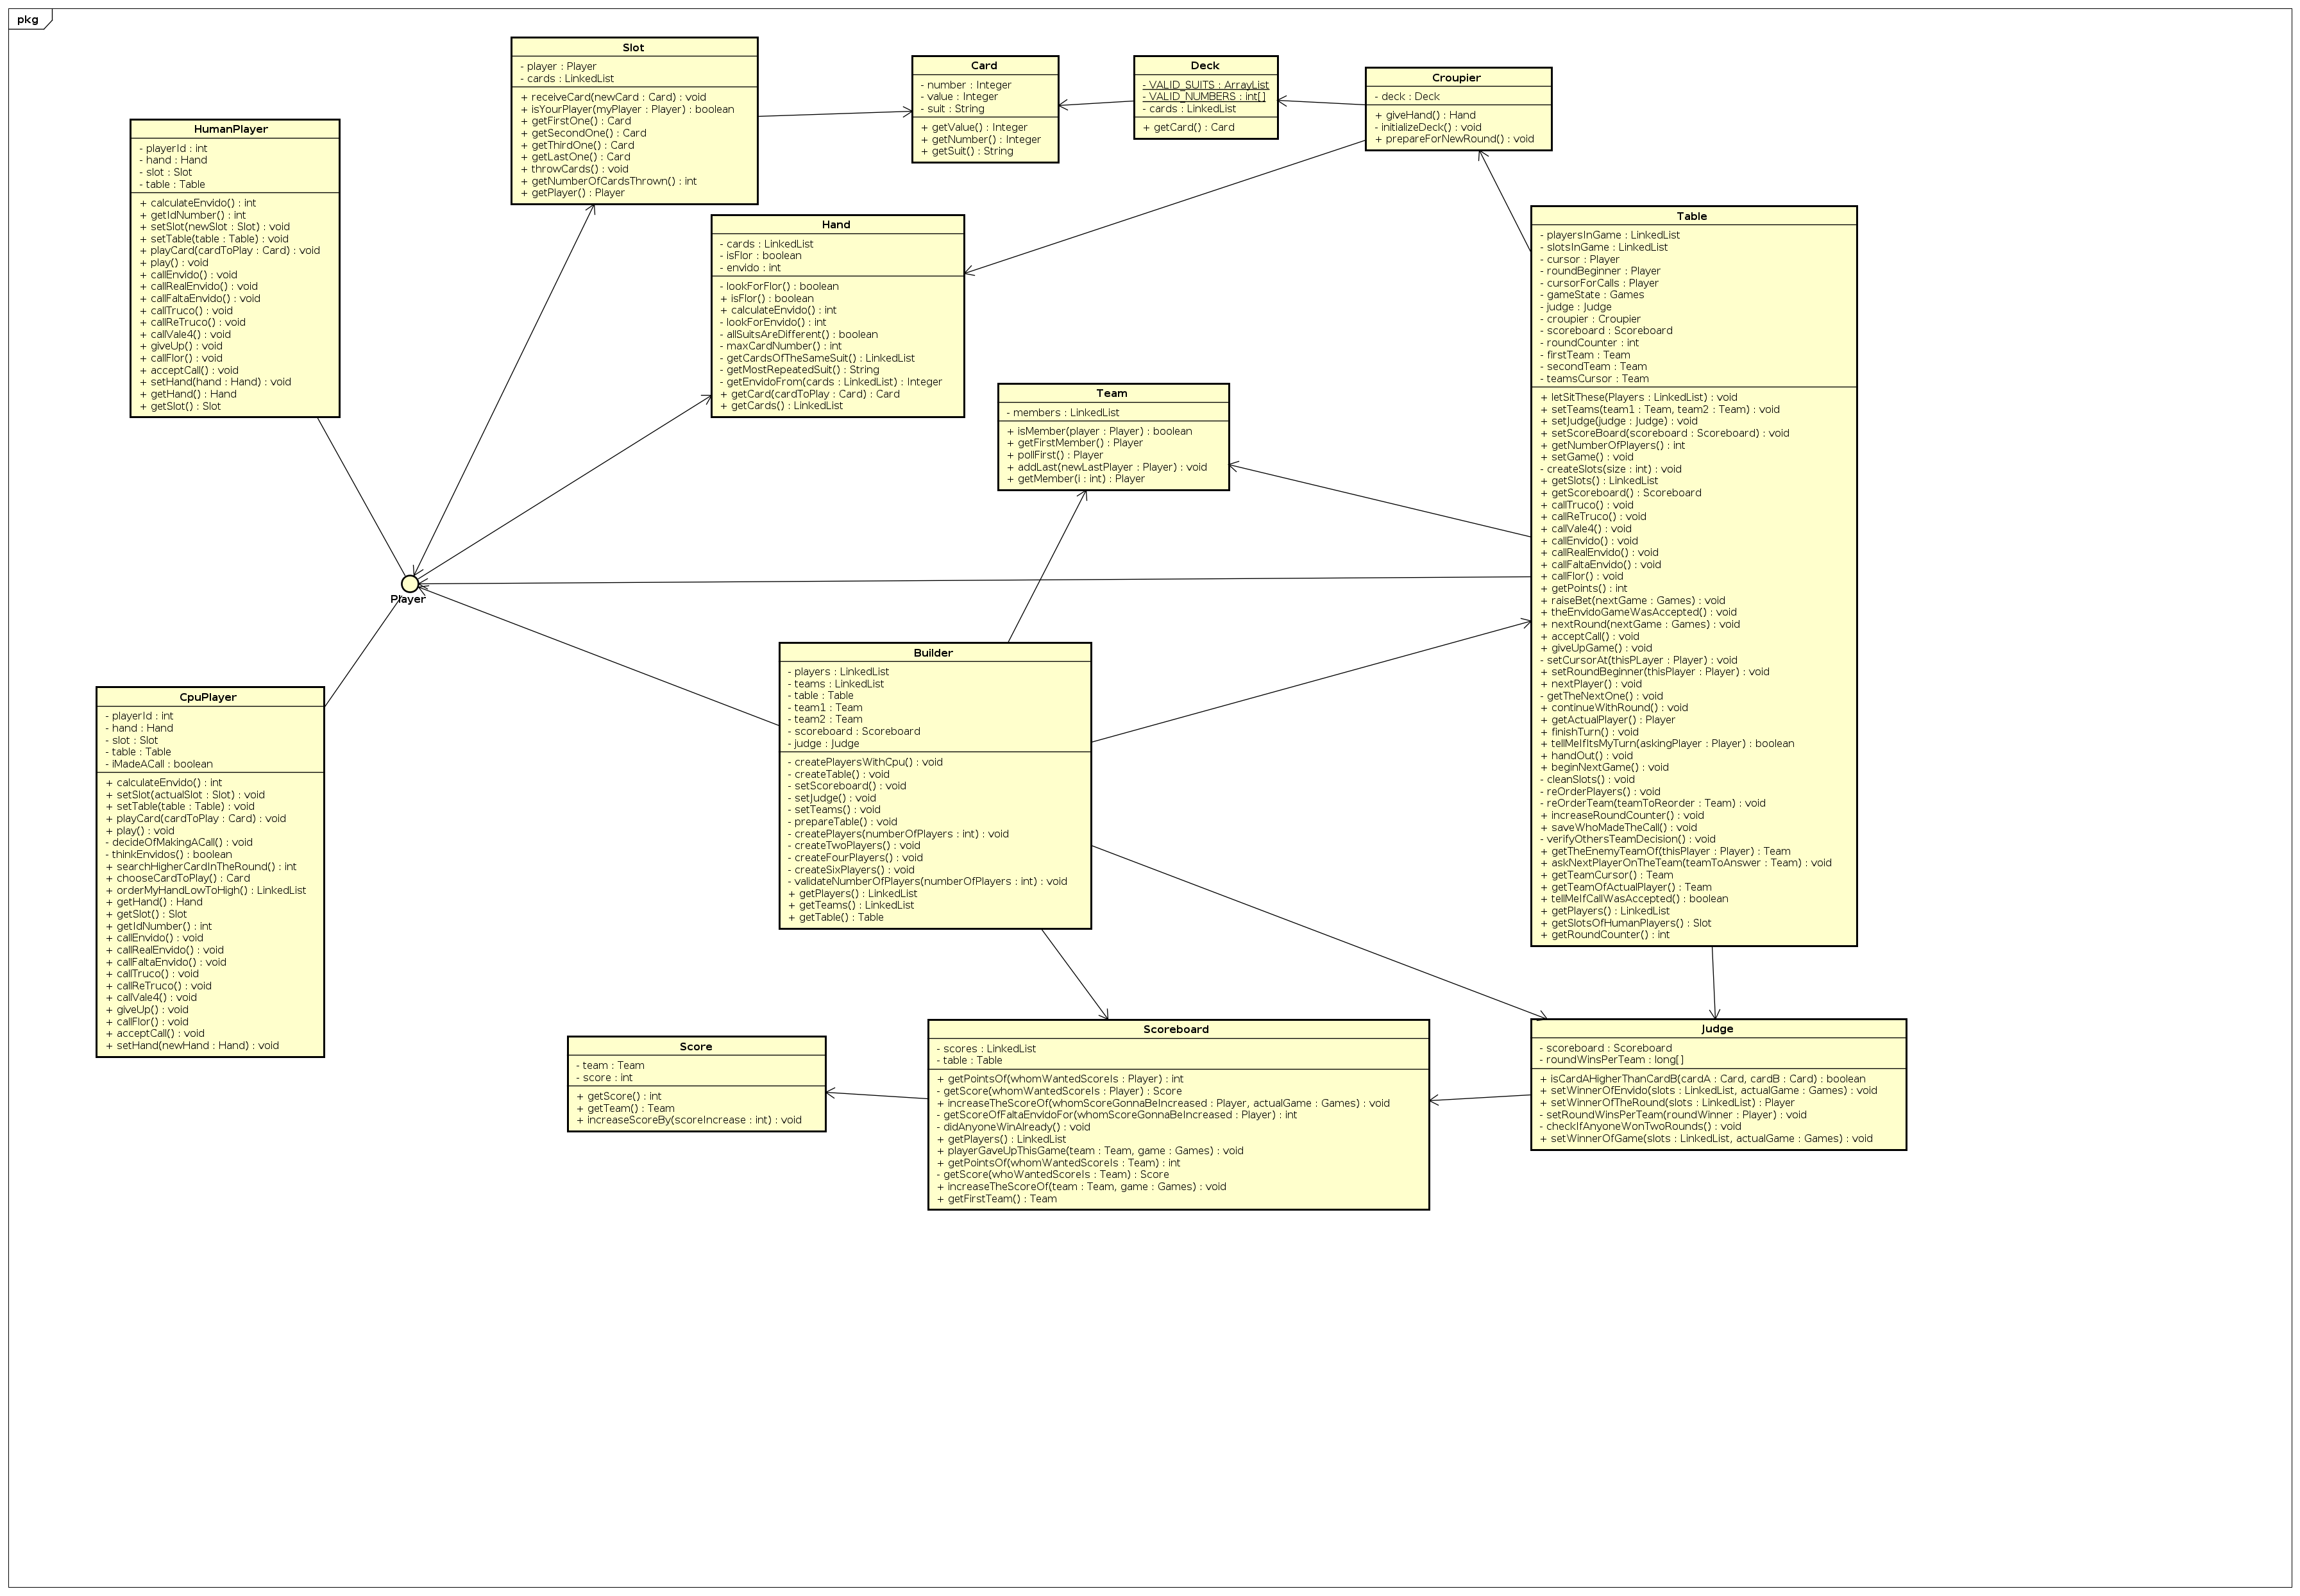 pkg
Slot
- player : Player
- cards : LinkedList
+ receiveCard(newCard : Card) : void
+ isYourPlayer(myPlayer : Player) : boolean
+ getFirstOne() : Card
+ getSecondOne() : Card
+ getThirdOne() : Card
+ getLastOne() : Card
+ throwCards() : void
+ getNumberOfCardsThrown() : int
+ getPlayer() : Player
Card
- number : Integer
- value : Integer
- suit : String
+ getValue() : Integer
+ getNumber() : Integer
+ getSuit() : String
Deck
- VALID_SUITS : ArrayList
- VALID_NUMBERS : int[]
- cards : LinkedList
+ getCard() : Card
Croupier
- deck : Deck
+ giveHand() : Hand
- initializeDeck() : void
+ prepareForNewRound() : void
HumanPlayer
- playerId : int
- hand : Hand
- slot : Slot
- table : Table
+ calculateEnvido() : int
+ getIdNumber() : int
+ setSlot(newSlot : Slot) : void
+ setTable(table : Table) : void
+ playCard(cardToPlay : Card) : void
+ play() : void
+ callEnvido() : void
+ callRealEnvido() : void
+ callFaltaEnvido() : void
+ callTruco() : void
+ callReTruco() : void
+ callVale4() : void
+ giveUp() : void
+ callFlor() : void
+ acceptCall() : void
+ setHand(hand : Hand) : void
+ getHand() : Hand
+ getSlot() : Slot
Hand
- cards : LinkedList
- isFlor : boolean
- envido : int
- lookForFlor() : boolean
+ isFlor() : boolean
+ calculateEnvido() : int
- lookForEnvido() : int
- allSuitsAreDifferent() : boolean
- maxCardNumber() : int
- getCardsOfTheSameSuit() : LinkedList
- getMostRepeatedSuit() : String
- getEnvidoFrom(cards : LinkedList) : Integer
+ getCard(cardToPlay : Card) : Card
+ getCards() : LinkedList
Table
- playersInGame : LinkedList
- slotsInGame : LinkedList
- cursor : Player
- roundBeginner : Player
- cursorForCalls : Player
- gameState : Games
- judge : Judge
- croupier : Croupier
- scoreboard : Scoreboard
- roundCounter : int
- firstTeam : Team
- secondTeam : Team
- teamsCursor : Team
+ letSitThese(Players : LinkedList) : void
+ setTeams(team1 : Team, team2 : Team) : void
+ setJudge(judge : Judge) : void
+ setScoreBoard(scoreboard : Scoreboard) : void
+ getNumberOfPlayers() : int
+ setGame() : void
- createSlots(size : int) : void
+ getSlots() : LinkedList
+ getScoreboard() : Scoreboard
+ callTruco() : void
+ callReTruco() : void
+ callVale4() : void
+ callEnvido() : void
+ callRealEnvido() : void
+ callFaltaEnvido() : void
+ callFlor() : void
+ getPoints() : int
+ raiseBet(nextGame : Games) : void
+ theEnvidoGameWasAccepted() : void
+ nextRound(nextGame : Games) : void
+ acceptCall() : void
+ giveUpGame() : void
- setCursorAt(thisPLayer : Player) : void
+ setRoundBeginner(thisPlayer : Player) : void
+ nextPlayer() : void
- getTheNextOne() : void
+ continueWithRound() : void
+ getActualPlayer() : Player
+ finishTurn() : void
+ tellMeIfItsMyTurn(askingPlayer : Player) : boolean
+ handOut() : void
+ beginNextGame() : void
- cleanSlots() : void
- reOrderPlayers() : void
- reOrderTeam(teamToReorder : Team) : void
+ increaseRoundCounter() : void
+ saveWhoMadeTheCall() : void
- verifyOthersTeamDecision() : void
+ getTheEnemyTeamOf(thisPlayer : Player) : Team
+ askNextPlayerOnTheTeam(teamToAnswer : Team) : void
+ getTeamCursor() : Team
+ getTeamOfActualPlayer() : Team
+ tellMeIfCallWasAccepted() : boolean
+ getPlayers() : LinkedList
+ getSlotsOfHumanPlayers() : Slot
+ getRoundCounter() : int
Team
- members : LinkedList
+ isMember(player : Player) : boolean
+ getFirstMember() : Player
+ pollFirst() : Player
+ addLast(newLastPlayer : Player) : void
+ getMember(i : int) : Player
Player
Builder
- players : LinkedList
- teams : LinkedList
- table : Table
- team1 : Team
- team2 : Team
- scoreboard : Scoreboard
- judge : Judge
- createPlayersWithCpu() : void
- createTable() : void
- setScoreboard() : void
- setJudge() : void
- setTeams() : void
- prepareTable() : void
- createPlayers(numberOfPlayers : int) : void
- createTwoPlayers() : void
- createFourPlayers() : void
- createSixPlayers() : void
- validateNumberOfPlayers(numberOfPlayers : int) : void
+ getPlayers() : LinkedList
+ getTeams() : LinkedList
+ getTable() : Table
CpuPlayer
- playerId : int
- hand : Hand
- slot : Slot
- table : Table
- iMadeACall : boolean
+ calculateEnvido() : int
+ setSlot(actualSlot : Slot) : void
+ setTable(table : Table) : void
+ playCard(cardToPlay : Card) : void
+ play() : void
- decideOfMakingACall() : void
- thinkEnvidos() : boolean
+ searchHigherCardInTheRound() : int
+ chooseCardToPlay() : Card
+ orderMyHandLowToHigh() : LinkedList
+ getHand() : Hand
+ getSlot() : Slot
+ getIdNumber() : int
+ callEnvido() : void
+ callRealEnvido() : void
+ callFaltaEnvido() : void
+ callTruco() : void
+ callReTruco() : void
+ callVale4() : void
+ giveUp() : void
+ callFlor() : void
+ acceptCall() : void
+ setHand(newHand : Hand) : void
Score
- team : Team
- score : int
+ getScore() : int
+ getTeam() : Team
+ increaseScoreBy(scoreIncrease : int) : void
Scoreboard
- scores : LinkedList
- table : Table
+ getPointsOf(whomWantedScoreIs : Player) : int
- getScore(whomWantedScoreIs : Player) : Score
+ increaseTheScoreOf(whomScoreGonnaBeIncreased : Player, actualGame : Games) : void
- getScoreOfFaltaEnvidoFor(whomScoreGonnaBeIncreased : Player) : int
- didAnyoneWinAlready() : void
+ getPlayers() : LinkedList
+ playerGaveUpThisGame(team : Team, game : Games) : void
+ getPointsOf(whomWantedScoreIs : Team) : int
- getScore(whoWantedScoreIs : Team) : Score
+ increaseTheScoreOf(team : Team, game : Games) : void
+ getFirstTeam() : Team
Judge
- scoreboard : Scoreboard
- roundWinsPerTeam : long[]
+ isCardAHigherThanCardB(cardA : Card, cardB : Card) : boolean
+ setWinnerOfEnvido(slots : LinkedList, actualGame : Games) : void
+ setWinnerOfTheRound(slots : LinkedList) : Player
- setRoundWinsPerTeam(roundWinner : Player) : void
- checkIfAnyoneWonTwoRounds() : void
+ setWinnerOfGame(slots : LinkedList, actualGame : Games) : void